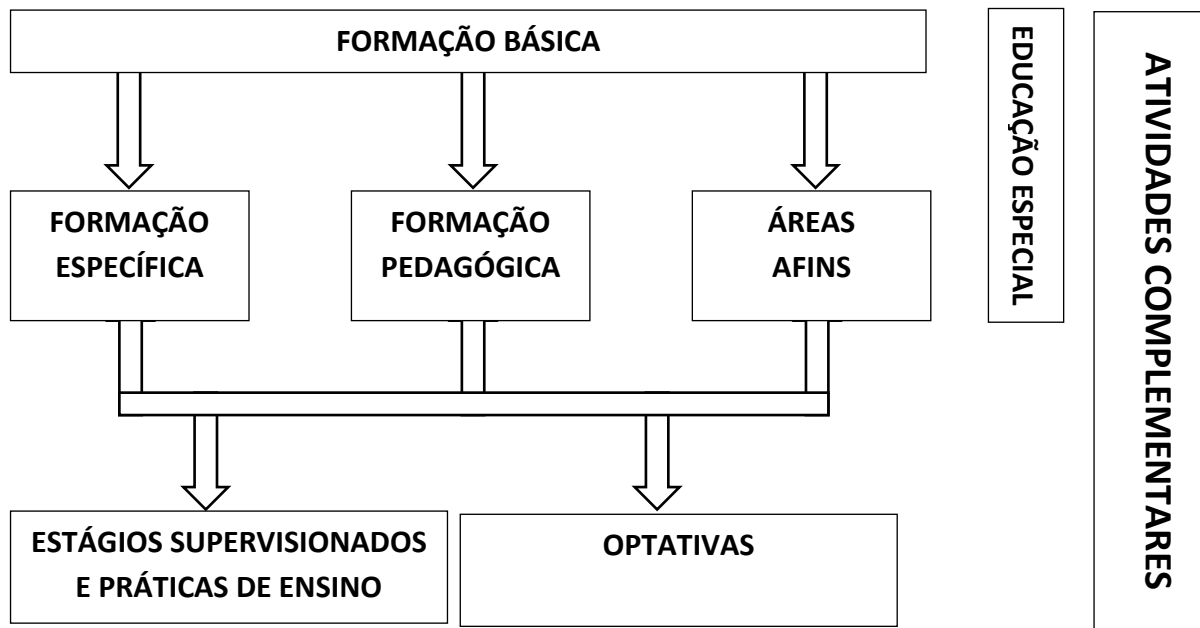 FORMAÇÃO BÁSICA
FORMAÇÃO
ESPECÍFICA
FORMAÇÃO
PEDAGÓGICA
ÁREAS
AFINS
ESTÁGIOS SUPERVISIONADOS
E PRÁTICAS DE ENSINO
OPTATIVAS
EDUCAÇÃO ESPECIAL
ATIVIDADES COMPLEMENTARES